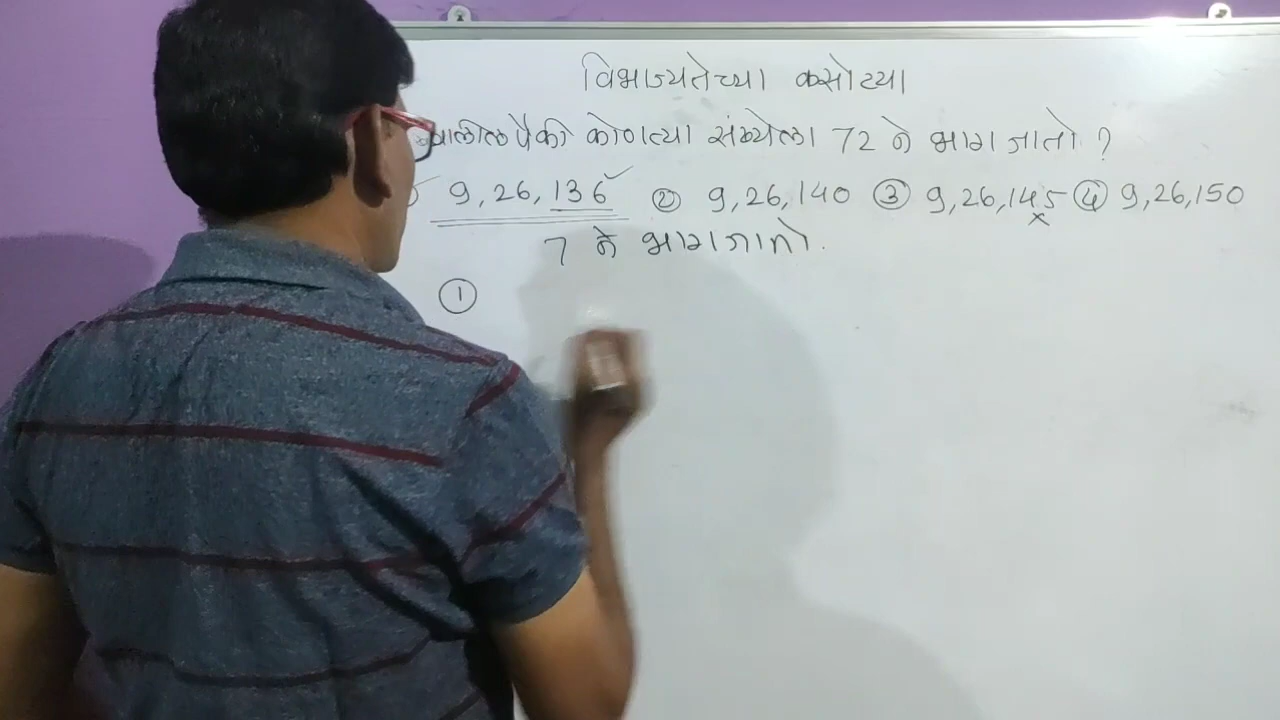 विभाज्यतेच्या कसोट्या
पैकी कोणत्या संख्येला 72 ने भाग जातो ?
9,26,136 ✓ ② 9,26,140 ③ 9,26,145 ④ 9,26,150
×
7 ने भाग जातो.
①